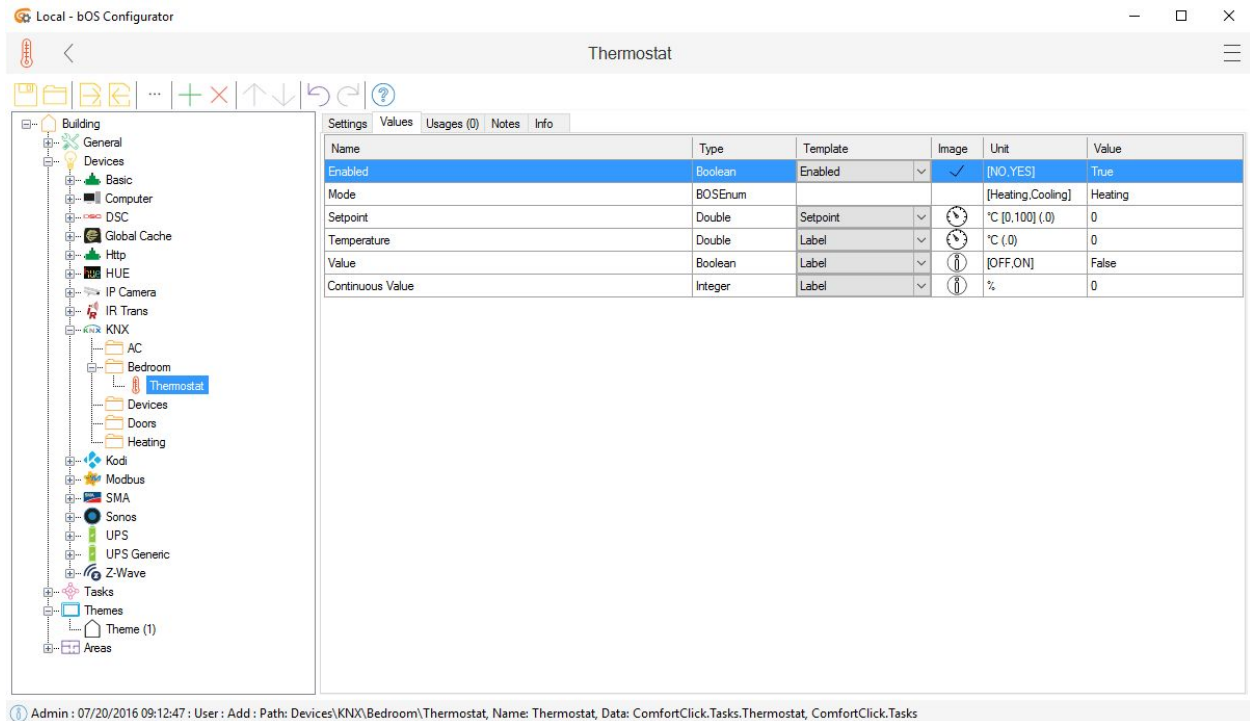 Local - bOS Configurator
Thermostat
Building
General
Devices
Basic
Computer
DSC
Global Cache
Http
HUE
IP Camera
IR Trans
KNX
AC
Bedroom
Thermostat
Devices
Doors
Heating
Kodi
Modbus
SMA
Sonos
UPS
UPS Generic
Z-Wave
Tasks
Themes
Theme (1)
Areas
Settings Values Usages (0) Notes Info
Name Type Template Image Unit Value
Enabled Boolean Enabled [NO,YES] True
Mode BOSEnum [Heating,Cooling] Heating
Setpoint Double Setpoint °C [0,100] (.0) 0
Temperature Double Label °C (.0) 0
Value Boolean Label [OFF,ON] False
Continuous Value Integer Label % 0
Admin : 07/20/2016 09:12:47 : User : Add : Path: Devices\KNX\Bedroom\Thermostat, Name: Thermostat, Data: ComfortClick.Tasks.Thermostat, ComfortClick.Tasks